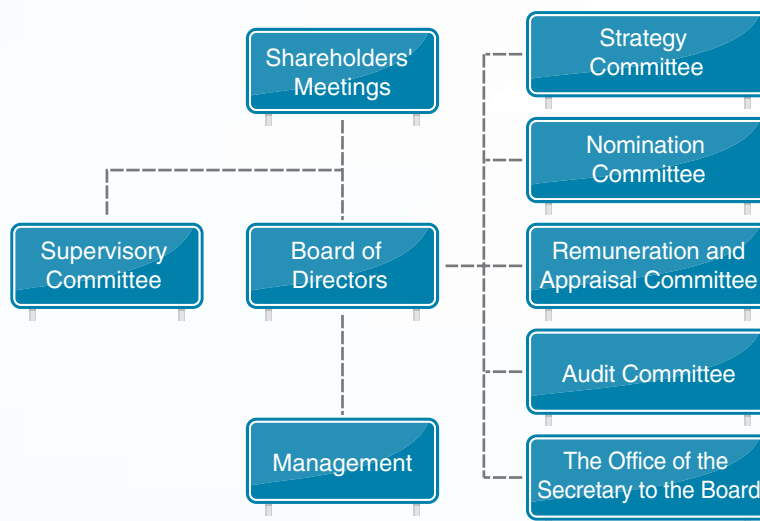 Shareholders'
Meetings
Supervisory
Committee
Board of
Directors
Management
Strategy
Committee
Nomination
Committee
Remuneration and
Appraisal Committee
Audit Committee
The Office of the
Secretary to the Board